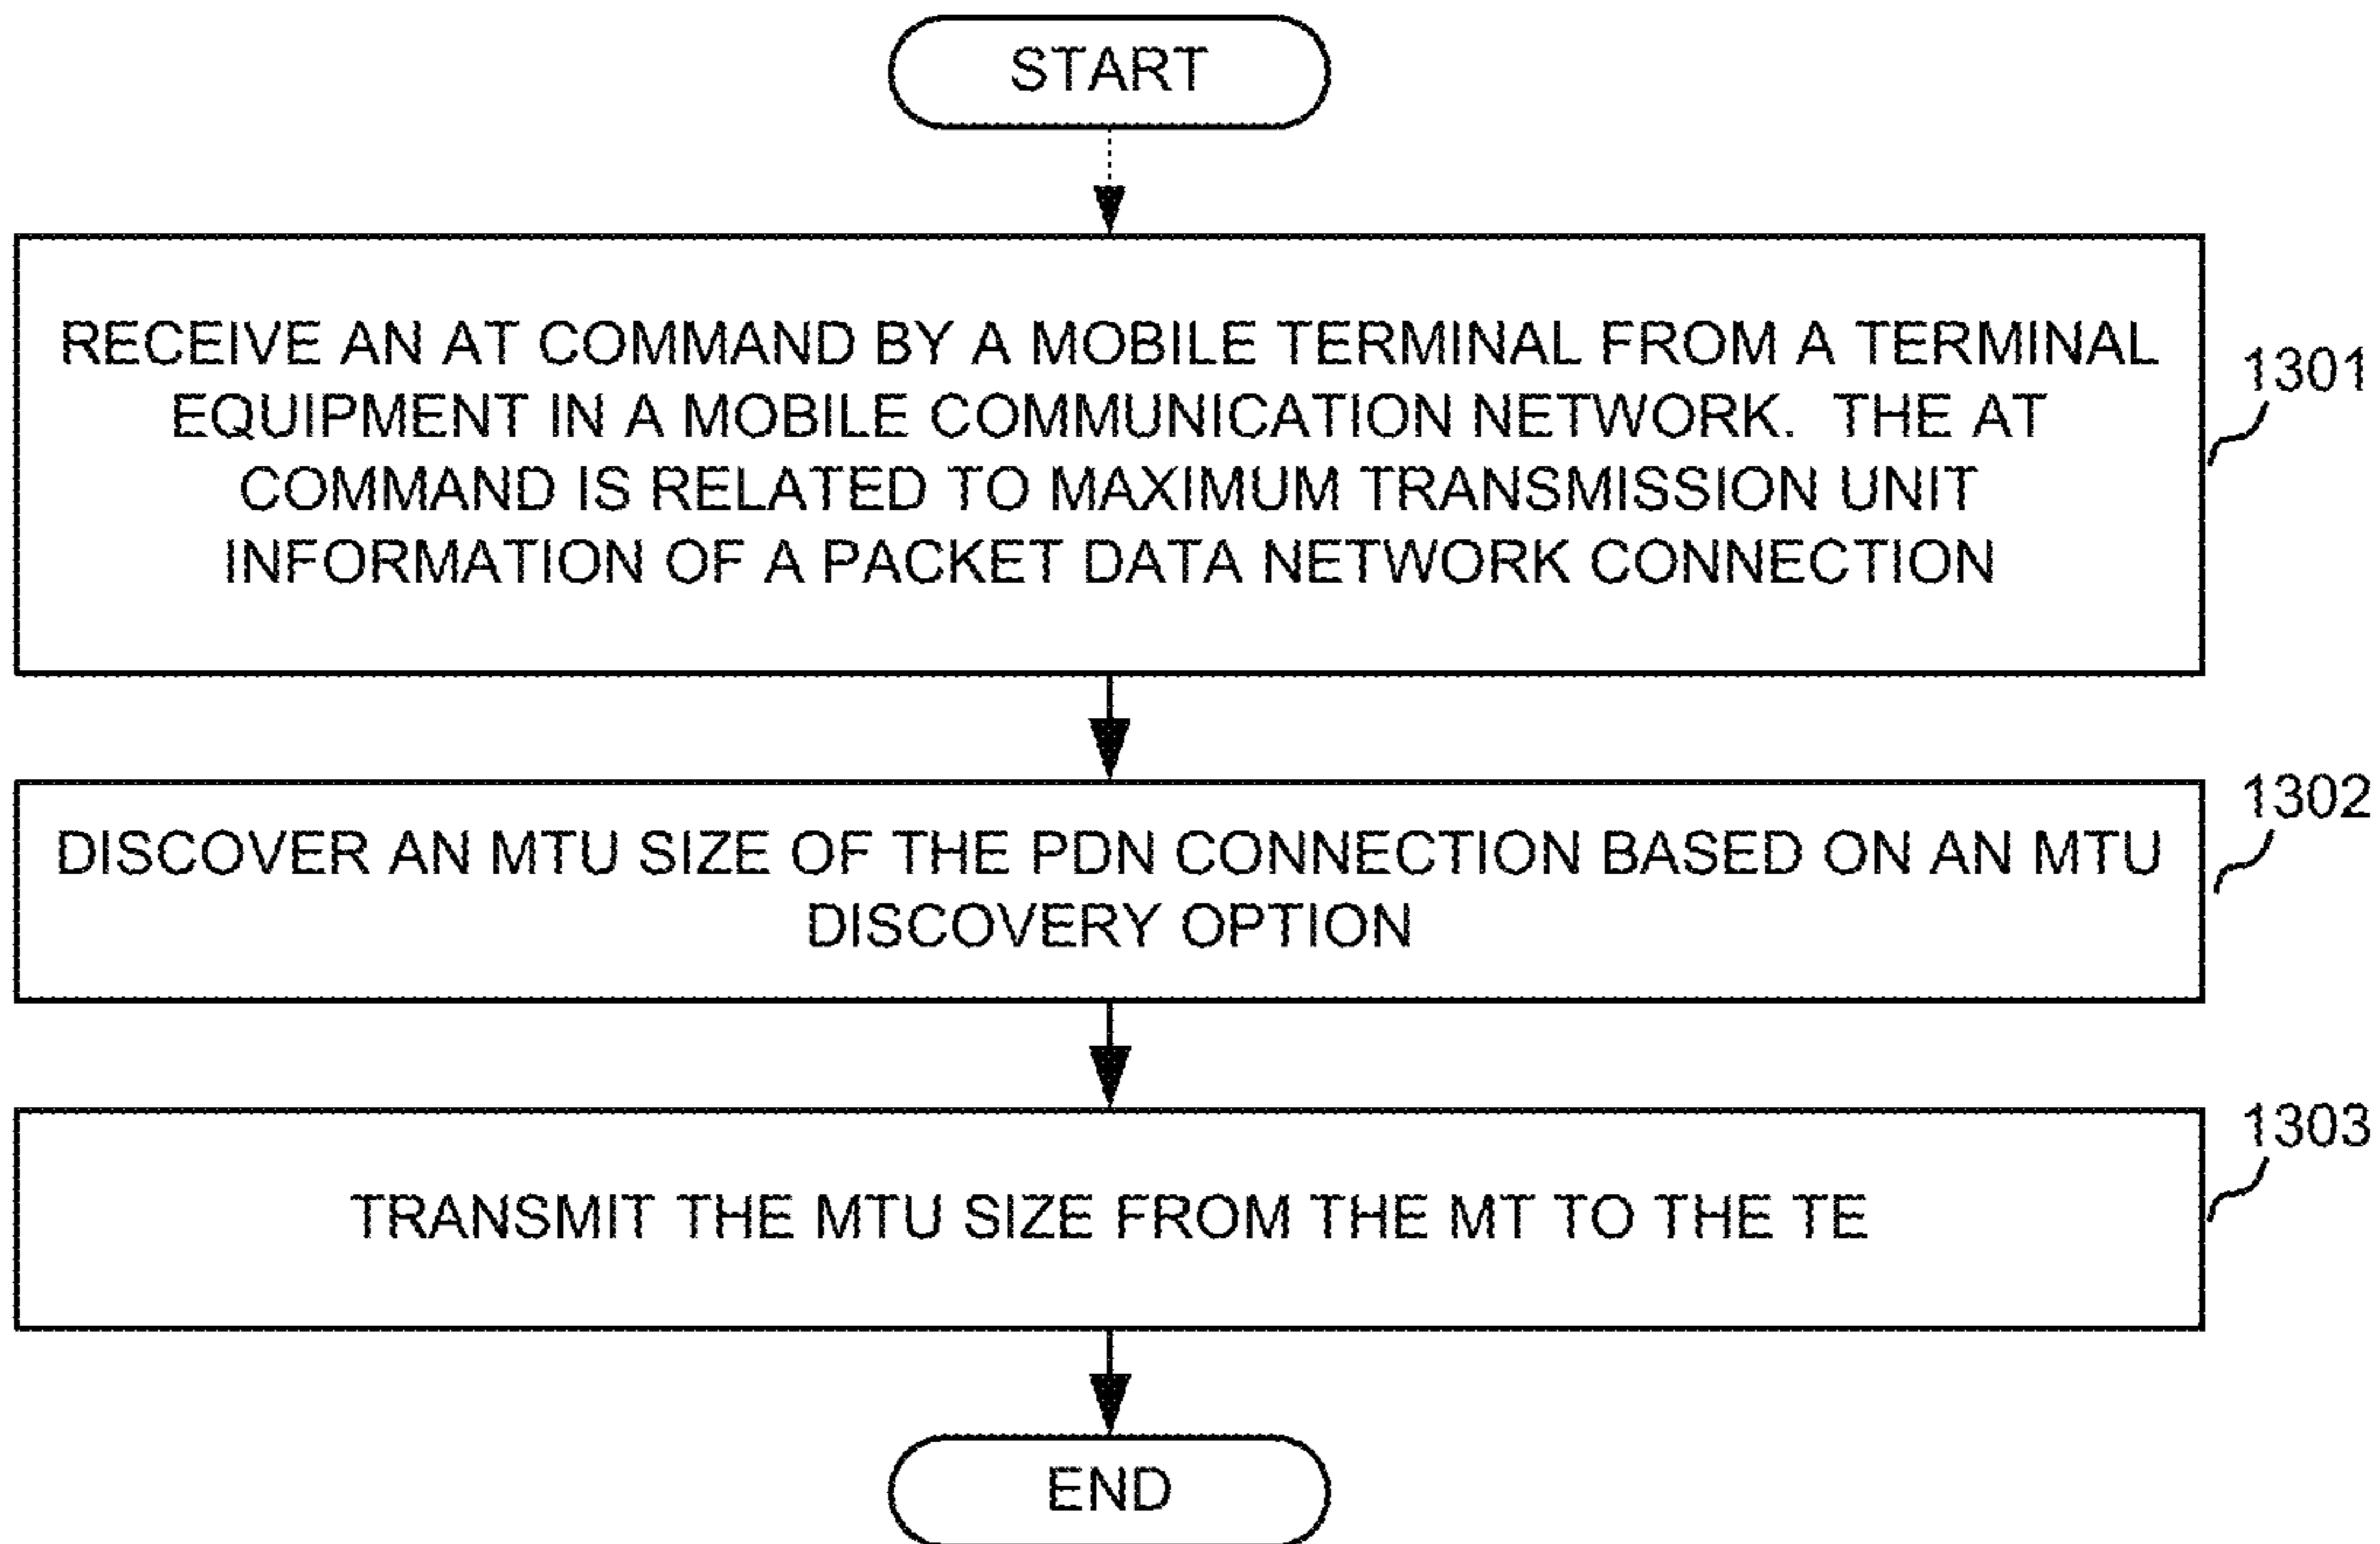 START
RECEIVE AN AT COMMAND BY A MOBILE TERMINAL FROM A TERMINAL
EQUIPMENT IN A MOBILE COMMUNICATION NETWORK. THE AT
COMMAND IS RELATED TO MAXIMUM TRANSMISSION UNIT
INFORMATION OF A PACKET DATA NETWORK CONNECTION
1301
DISCOVER AN MTU SIZE OF THE PDN CONNECTION BASED ON AN MTU
DISCOVERY OPTION
1302
TRANSMIT THE MTU SIZE FROM THE MT TO THE TE
1303
END